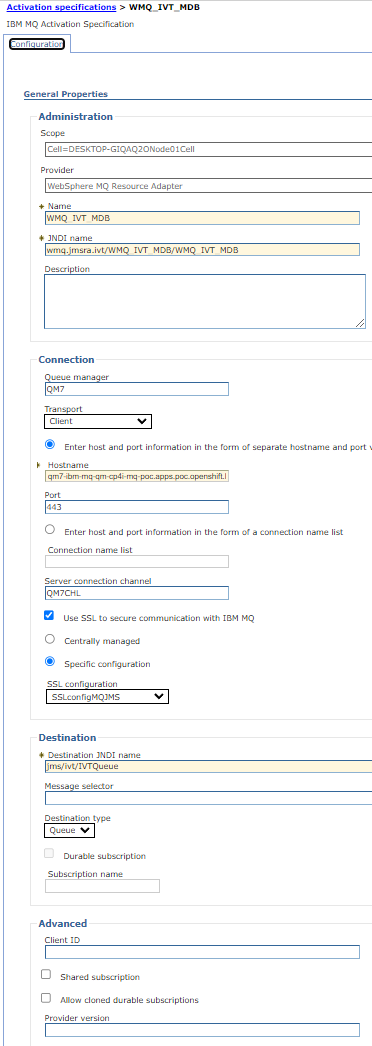 Activation specifications > WMQ_IVT_MDB
IBM MQ Activation Specification
Configuration
General Properties
Administration
Scope
Cell=DESKTOP-GIQAQ2ONode01Cell
Provider
WebSphere MQ Resource Adapter
Name
WMQ_IVT_MDB
JNDI name
wmq.jmsra.ivt/WMQ_IVT_MDB/WMQ_IVT_MDB
Description
Connection
Queue manager
QM7
Transport
Client
Enter host and port information in the form of separate hostname and port v
Hostname
qm7-ibm-mq-qm-cp4i-mq-poc.apps.poc.openshift.l
Port
443
Enter host and port information in the form of a connection name list
Connection name list
Server connection channel
QM7CHL
Use SSL to secure communication with IBM MQ
Centrally managed
Specific configuration
SSL configuration
SSLconfigMQJMS
Destination
Destination JNDI name
jms/ivt/IVTQueue
Message selector
Destination type
Queue
Durable subscription
Subscription name
Advanced
Client ID
Shared subscription
Allow cloned durable subscriptions
Provider version